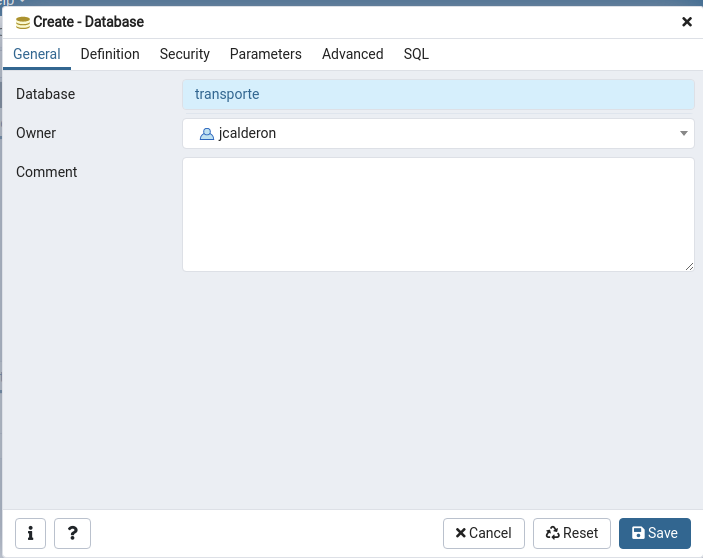 Create - Database
General Definition Security Parameters Advanced SQL
Database transporte
Owner jcalderon
Comment
i ? Cancel Reset Save